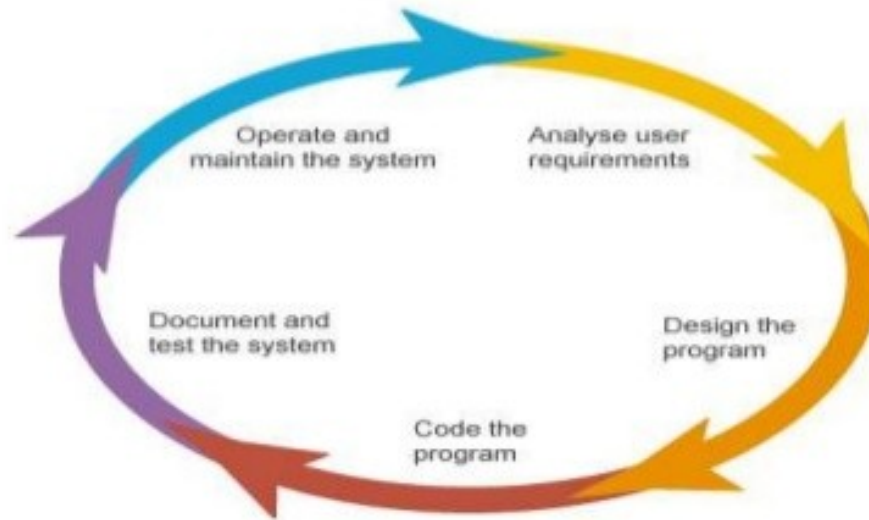 Operate and
maintain the system
Analyse user
requirements
Design the
program
Code the
program
Document and
test the system